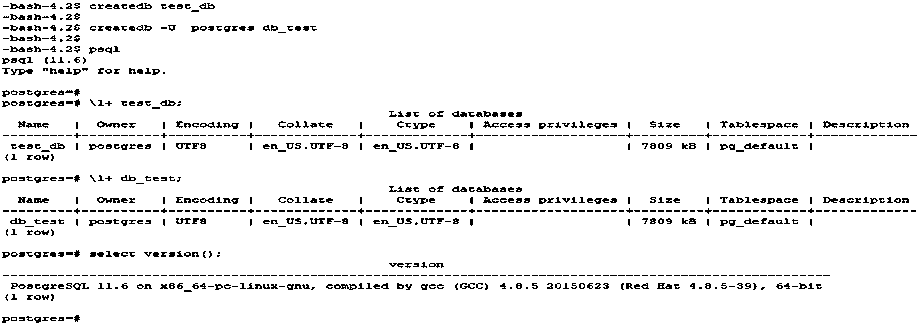 -bash-4.2$ createdb test_db
-bash-4.2$
-bash-4.2$ createdb -U  postgres db_test
-bash-4.2$
-bash-4.2$ psql
psql (11.6)
Type "help" for help.
postgres=#
postgres=# \l+ test_db;
List of databases
Name | Owner | Encoding | Collate | Ctype | Access privileges | Size | Tablespace | Description
test_db | postgres | UTF8 | en_US.UTF-8 | en_US.UTF-8 | | 7809 kB | pg_default |
(1 row)
postgres=# \l+ db_test;
List of databases
Name | Owner | Encoding | Collate | Ctype | Access privileges | Size | Tablespace | Description
db_test | postgres | UTF8 | en_US.UTF-8 | en_US.UTF-8 | | 7809 kB | pg_default |
(1 row)
postgres=# select version();
version
PostgreSQL 11.6 on x86_64-pc-linux-gnu, compiled by gcc (GCC) 4.8.5 20150623 (Red Hat 4.8.5-39), 64-bit
(1 row)
postgres=#